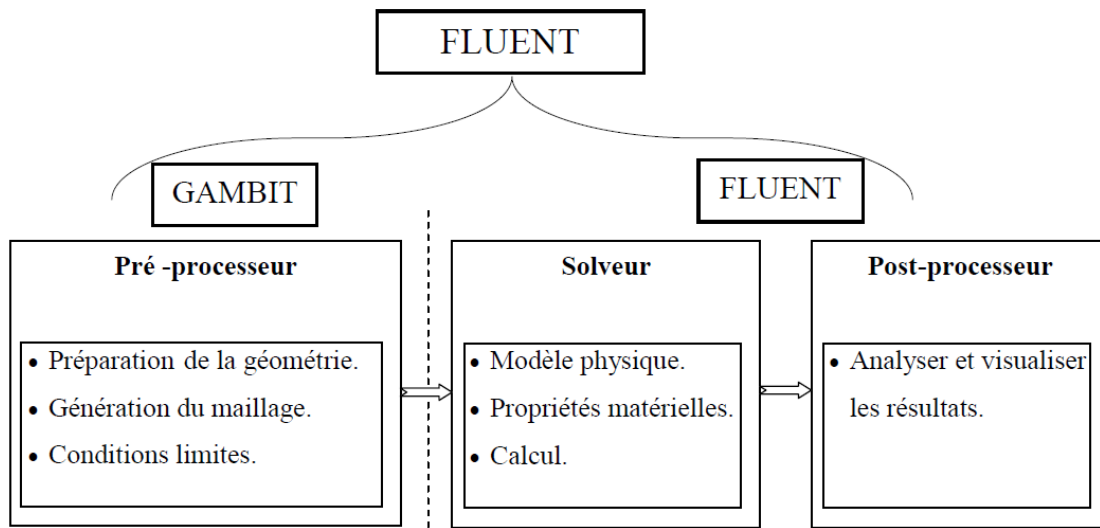 FLUENT
GAMBIT
FLUENT
Pré -processeur
• Préparation de la géométrie.
• Génération du maillage.
• Conditions limites.
Solveur
• Modèle physique.
• Propriétés matérielles.
• Calcul.
Post-processeur
• Analyser et visualiser
les résultats.